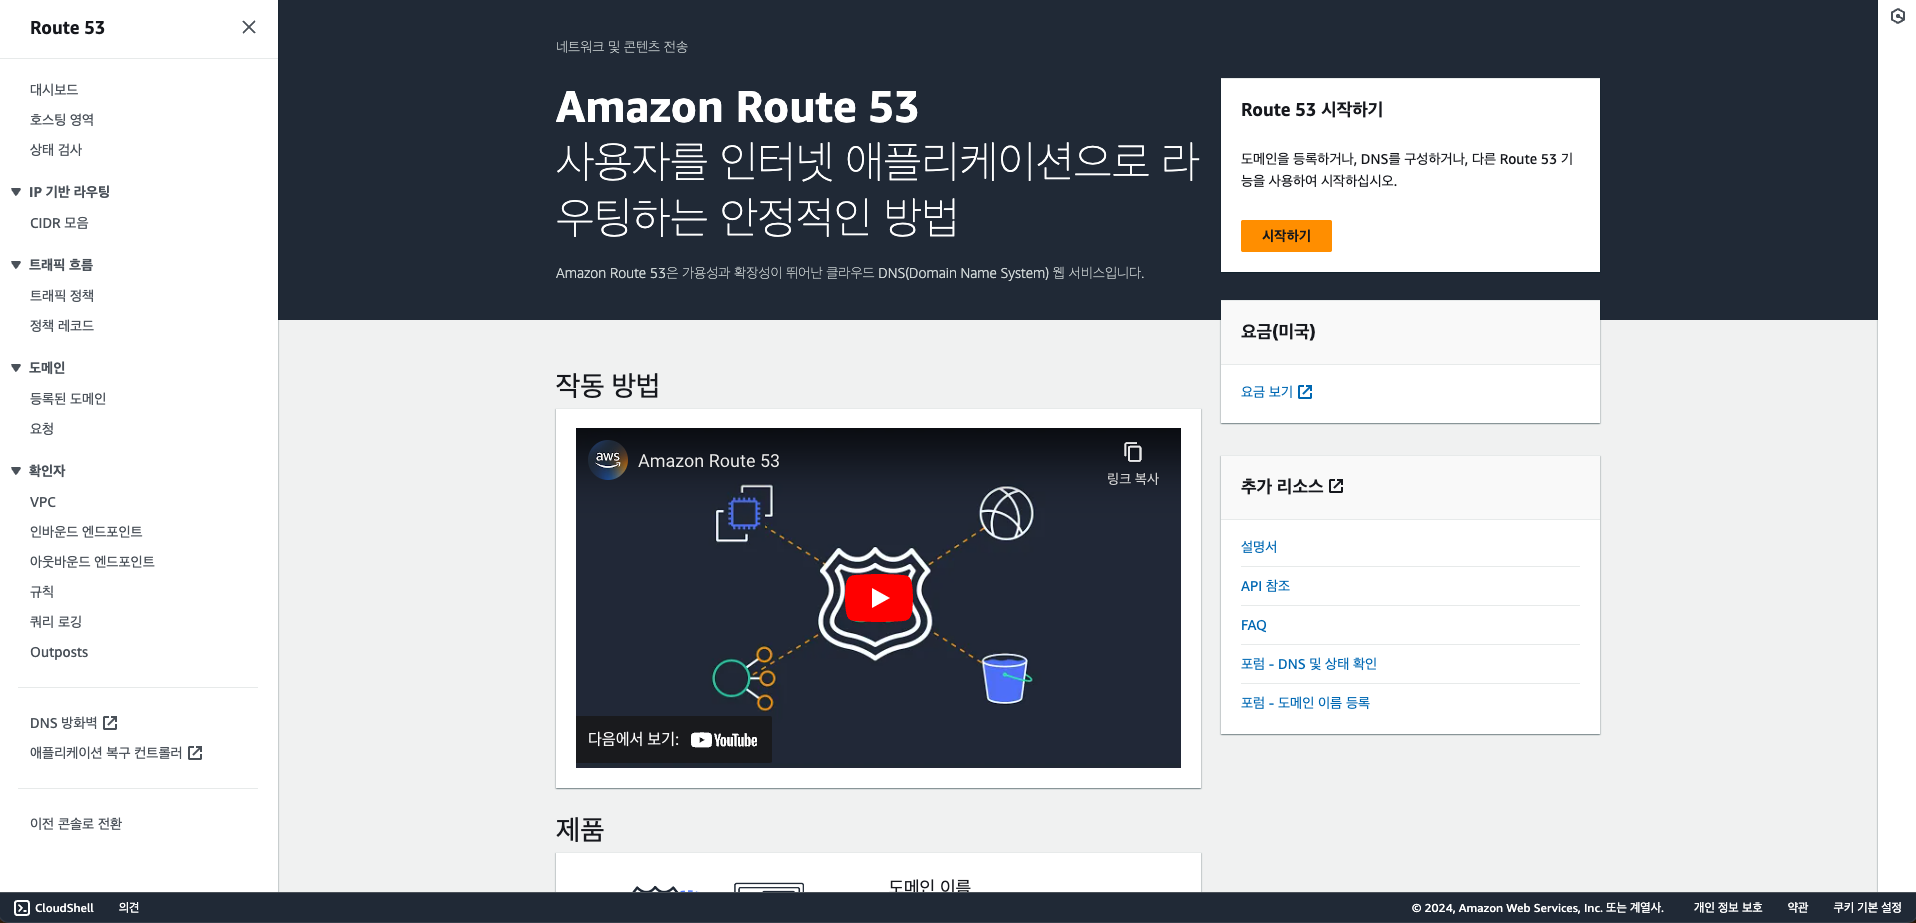 Route 53
대시보드
호스팅 영역
상태 검사
IP 기반 라우팅
CIDR 모음
트래픽 흐름
트래픽 정책
정책 레코드
도메인
등록된 도메인
요청
확인자
VPC
인바운드 엔드포인트
아웃바운드 엔드포인트
규칙
쿼리 로깅
Outposts
DNS 방화벽
애플리케이션 복구 컨트롤러
이전 콘솔로 전환
네트워크 및 콘텐츠 전송
Amazon Route 53
사용자를 인터넷 애플리케이션으로 라
우팅하는 안정적인 방법
Amazon Route 53은 가용성과 확장성이 뛰어난 클라우드 DNS(Domain Name System) 웹 서비스입니다.
Route 53 시작하기
도메인을 등록하거나, DNS를 구성하거나, 다른 Route 53 기
능을 사용하여 시작하십시오.
시작하기
요금(미국)
요금 보기
추가 리소스
설명서
API 참조
FAQ
포럼 - DNS 및 상태 확인
포럼 - 도메인 이름 등록
작동 방법
aws
Amazon Route 53
링크 복사
다음에서 보기: YouTube
제품
도메인 이름
CloudShell 의견
© 2024, Amazon Web Services, Inc. 또는 계열사. 개인 정보 보호 약관 쿠키 기본 설정